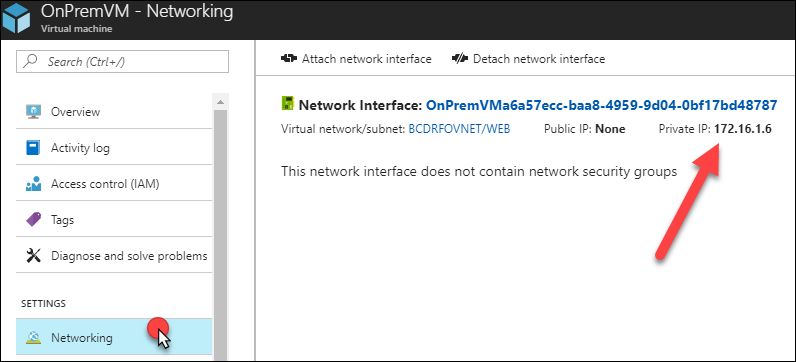 OnPremVM - Networking
Virtual machine
Search (Ctrl+/)
Overview
Activity log
Access control (IAM)
Tags
Diagnose and solve problems
SETTINGS
Networking
Attach network interface Detach network interface
Network Interface: OnPremVMa6a57ecc-baa8-4959-9d04-0bf17bd48787
Virtual network/subnet: BCDRFOVNET/WEB Public IP: None Private IP: 172.16.1.6
This network interface does not contain network security groups